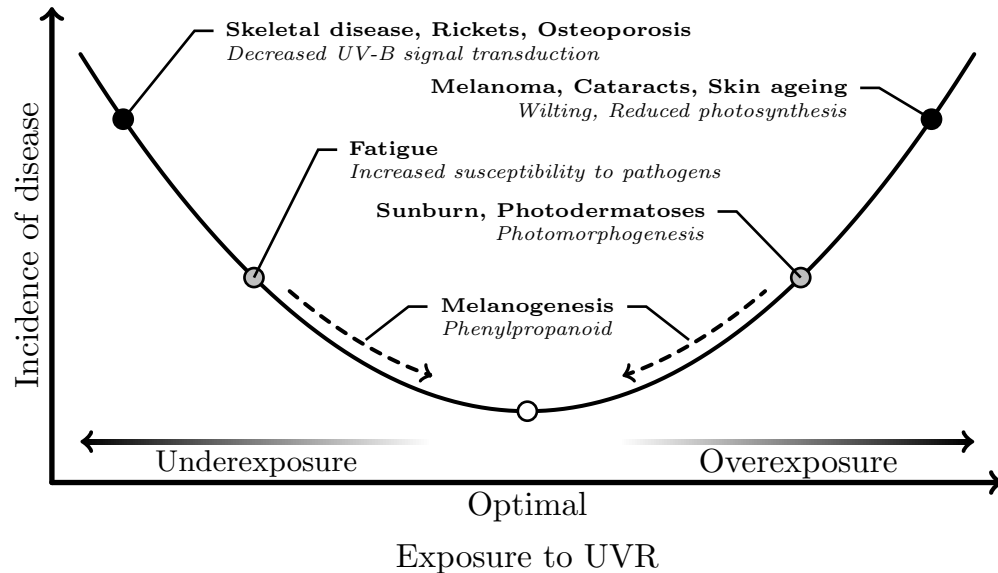 Skeletal disease, Rickets, Osteoporosis
Decreased UV-B signal transduction
Melanoma, Cataracts, Skin ageing
Wilting, Reduced photosynthesis
Fatigue
Increased susceptibility to pathogens
Sunburn, Photodermatoses
Photomorphogenesis
Melanogenesis
Phenylpropanoid
Incidence of disease
Underexposure
Overexposure
Optimal
Exposure to UVR